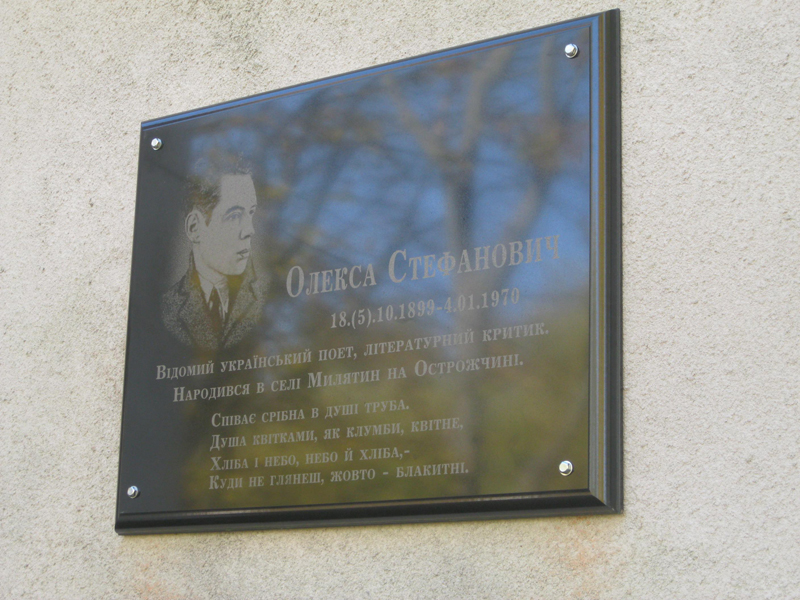 Олекса Стефанович
18.(5).10.1899-4.01.1970
Відомий український поет, літературний критик.
Народився в селі Милятин на Острожчині.
Співає срібна в душі труба.
Душа квітками, як клумби, квітне,
Хліба і небо, небо й хліба,-
Куди не глянеш, жовто - блакитні.